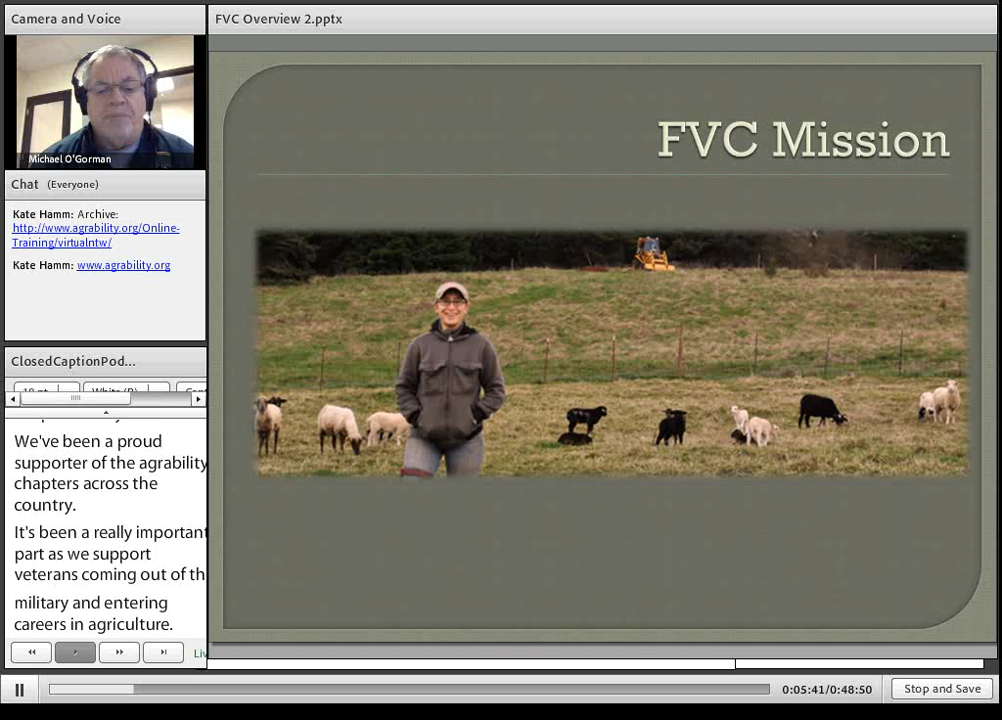 Camera and Voice
FVC Overview 2.pptx
Michael O'Gorman
FVC Mission
Chat (Everyone)
Kate Hamm: Archive:
http://www.agrability.org/Online-
Training/virtualntw/
Kate Hamm: www.agrability.org
ClosedCaptionPod...
We've been a proud
supporter of the agrability
chapters across the
country.
It's been a really important
part as we support
veterans coming out of th
military and entering
careers in agriculture.
Liv
0:05:41/0:48:50
Stop and Save